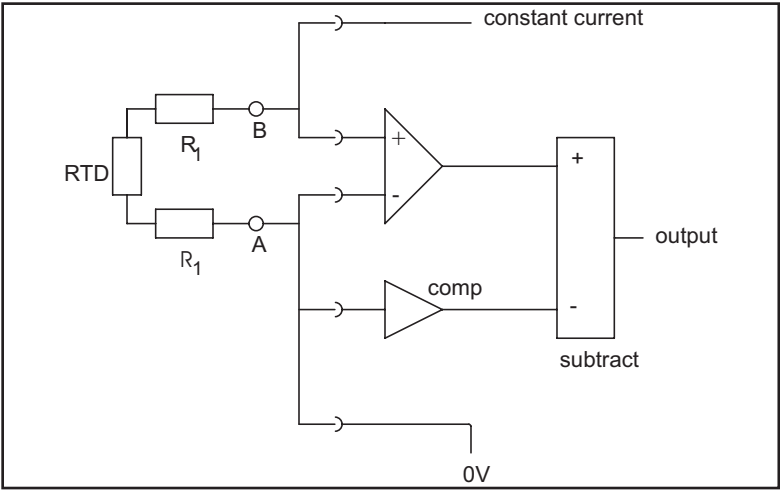 constant current
B
R1
+
+
RTD
-
output
A
R1
comp
-
subtract
0V